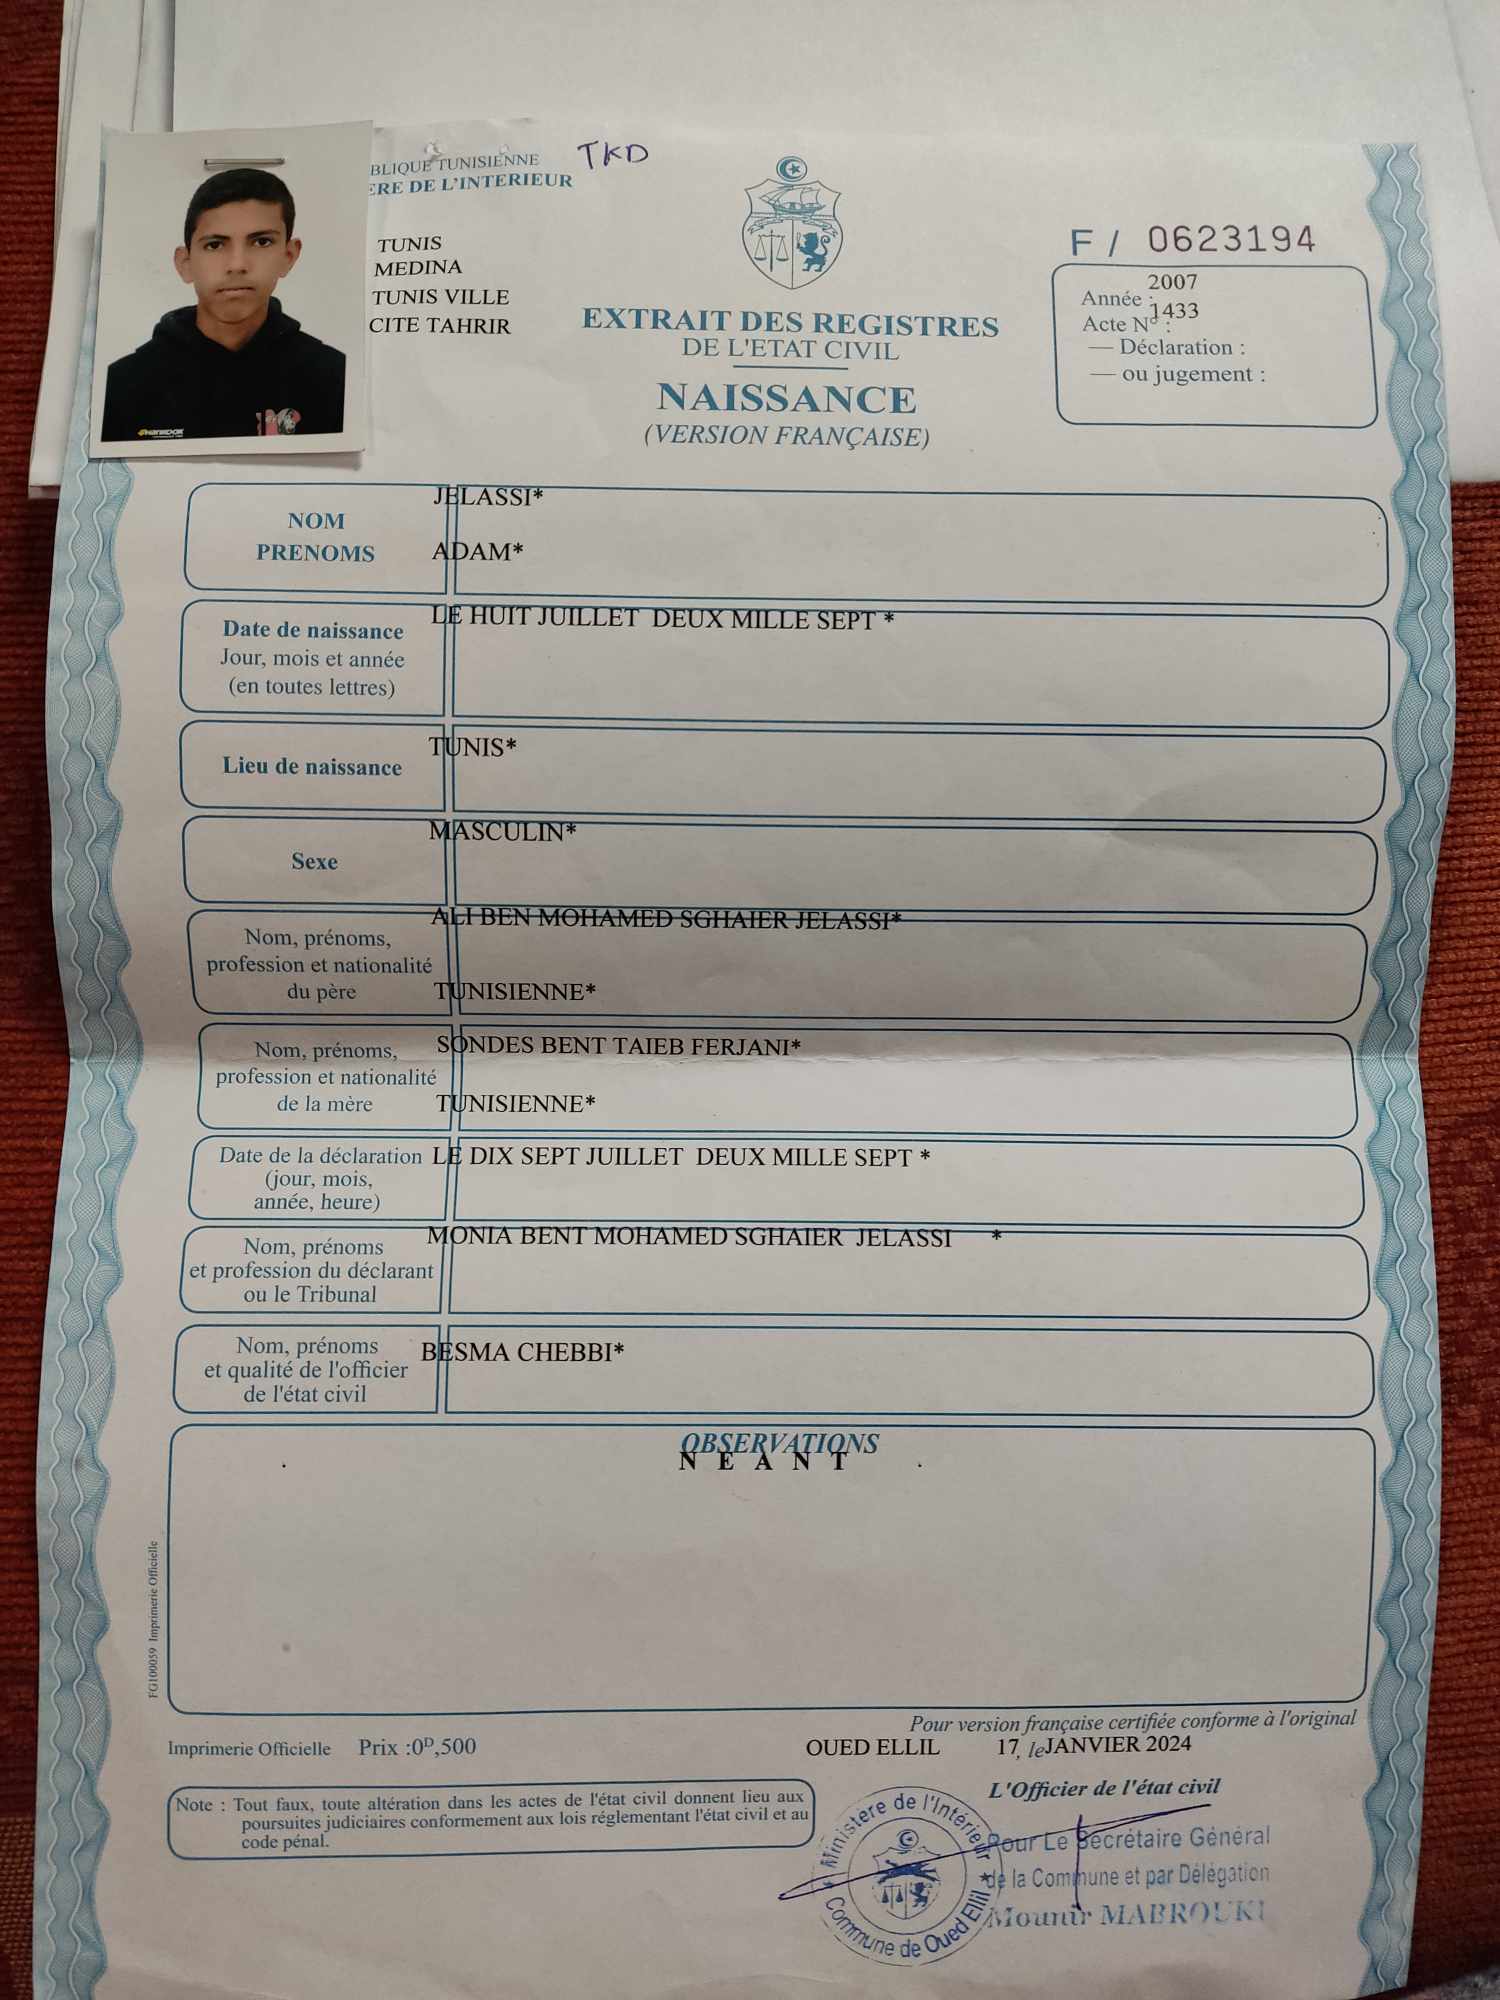 BLIQUE TUNISIENNE
ERE DE L'INTERIEUR
TKD
TUNIS
MEDINA
TUNIS VILLE
CITE TAHRIR
EXTRAIT DES REGISTRES
DE L'ETAT CIVIL
NAISSANCE
(VERSION FRANÇAISE)
F / 0623194
Année : 2007
Acte N° : 1433
— Déclaration :
— ou jugement :
HANKOOK
NOM JELASSI*
PRENOMS ADAM*
Date de naissance LE HUIT JUILLET DEUX MILLE SEPT *
Jour, mois et année
(en toutes lettres)
Lieu de naissance TUNIS*
Sexe MASCULIN*
Nom, prénoms, ALI BEN MOHAMED SGHAIER JELASSI*
profession et nationalité
du père TUNISIENNE*
Nom, prénoms, SONDES BENT TAIEB FERJANI*
profession et nationalité
de la mère TUNISIENNE*
Date de la déclaration LE DIX SEPT JUILLET DEUX MILLE SEPT *
(jour, mois,
année, heure)
Nom, prénoms MONIA BENT MOHAMED SGHAIER JELASSI *
et profession du déclarant
ou le Tribunal
Nom, prénoms BESMA CHEBBI*
et qualité de l'officier
de l'état civil
OBSERVATIONS
N E A N T
FG100059 Imprimerie Officielle
Pour version française certifiée conforme à l'original
Imprimerie Officielle Prix :0ᴰ,500
OUED ELLIL 17, le JANVIER 2024
L'Officier de l'état civil
Note : Tout faux, toute altération dans les actes de l'état civil donnent lieu aux
poursuites judiciaires conformement aux lois réglementant l'état civil et au
code pénal.
Ministère de l'Intérieur
* Commune de Oued Ellil *
Pour Le Secrétaire Général
de la Commune et par Délégation
Mounir MABROUKI